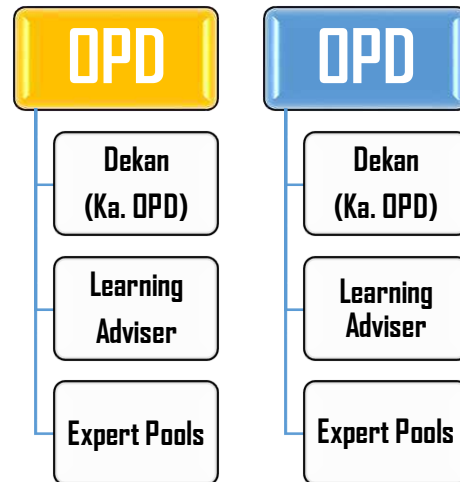 OPD
Dekan
(Ka. OPD)
Learning
Adviser
Expert Pools
OPD
Dekan
(Ka. OPD)
Learning
Adviser
Expert Pools